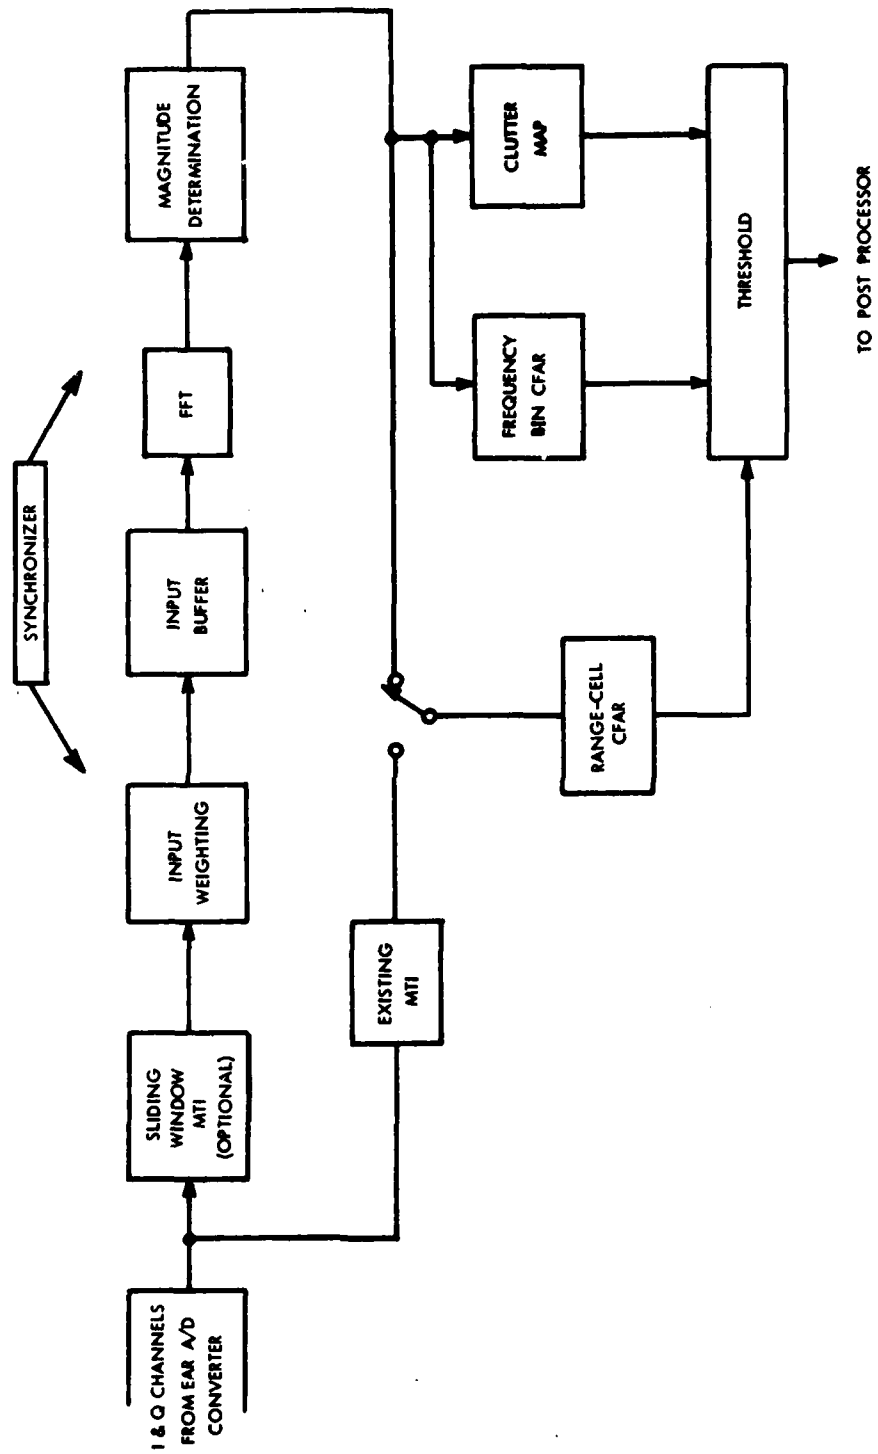 SYNCHRONIZER
I & Q CHANNELS
FROM EAR A/D
CONVERTER
SLIDING
WINDOW
MTI
(OPTIONAL)
INPUT
WEIGHTING
INPUT
BUFFER
FFT
MAGNITUDE
DETERMINATION
EXISTING
MTI
RANGE-CELL
CFAR
FREQUENCY
BIN CFAR
CLUTTER
MAP
THRESHOLD
TO POST PROCESSOR